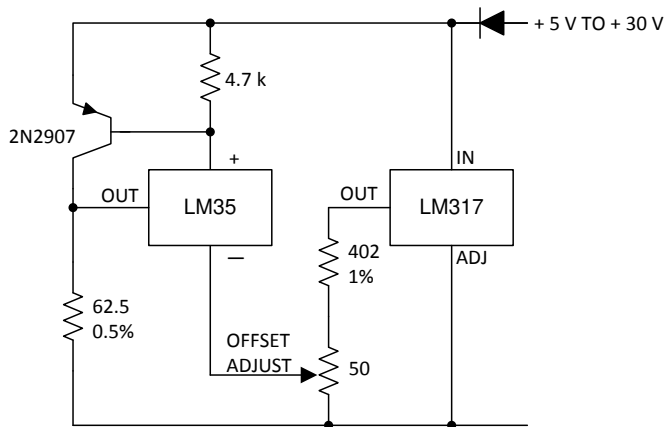 + 5 V TO + 30 V
4.7 k
2N2907
+
IN
OUT
LM35
OUT
LM317
—
ADJ
402
1%
62.5
0.5%
OFFSET
ADJUST
50